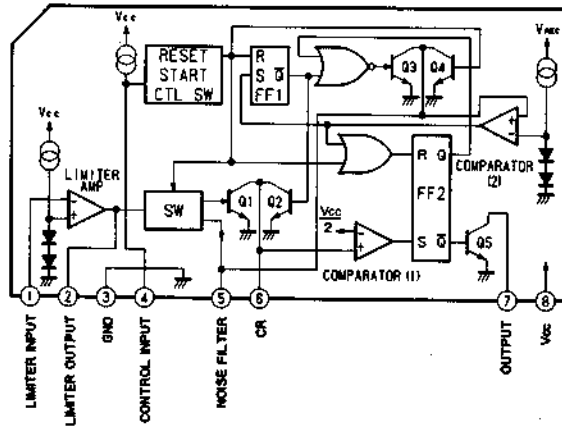 Vcc
Vcc
Vcc
RESET
START
CTL SW
R
S Q
FF1
Q3
Q4
LIMITER
AMP
SW
Q1
Q2
Vcc
2
COMPARATOR (1)
COMPARATOR
(2)
R Q
FF2
S Q
Q5
1
2
3
4
5
6
7
8
LIMITER INPUT
LIMITER OUTPUT
GND
CONTROL INPUT
NOISE FILTER
CR
OUTPUT
Vcc